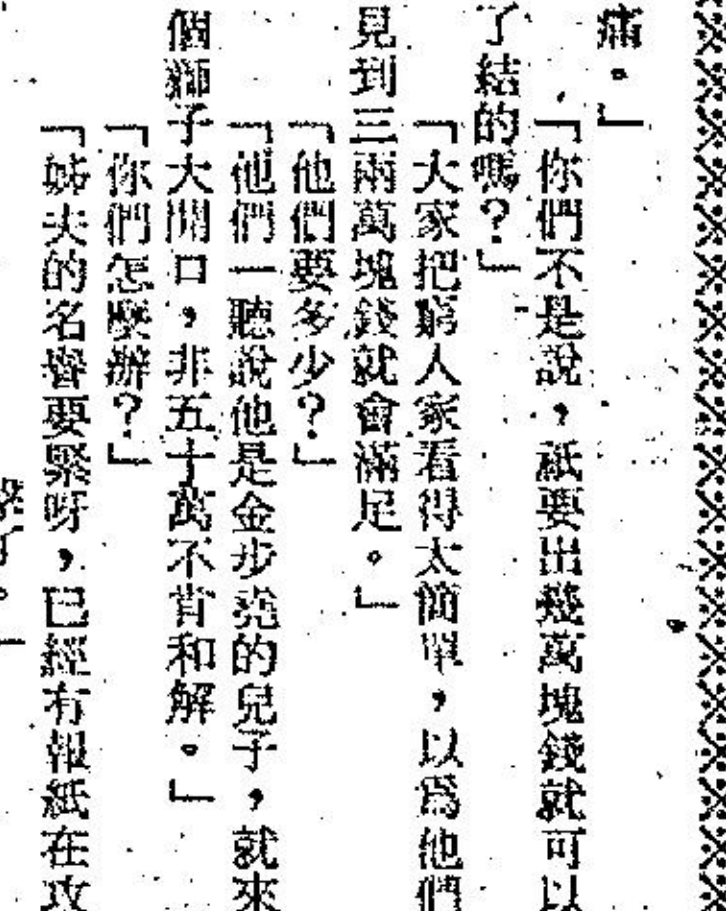 痛。」
「你們不是說，祇要出幾萬塊錢就可以
了結的嗎？」
「大家把窮人家看得太簡單，以爲他們
見到三兩萬塊錢就會滿足。」
「他們要多少？」
「他們一聽說他是金步堯的兒子，就來
個獅子大開口，非五十萬不肯和解。」
「你們怎麼辦？」
「姊夫的名譽要緊呀，已經有報紙在攻
了。」